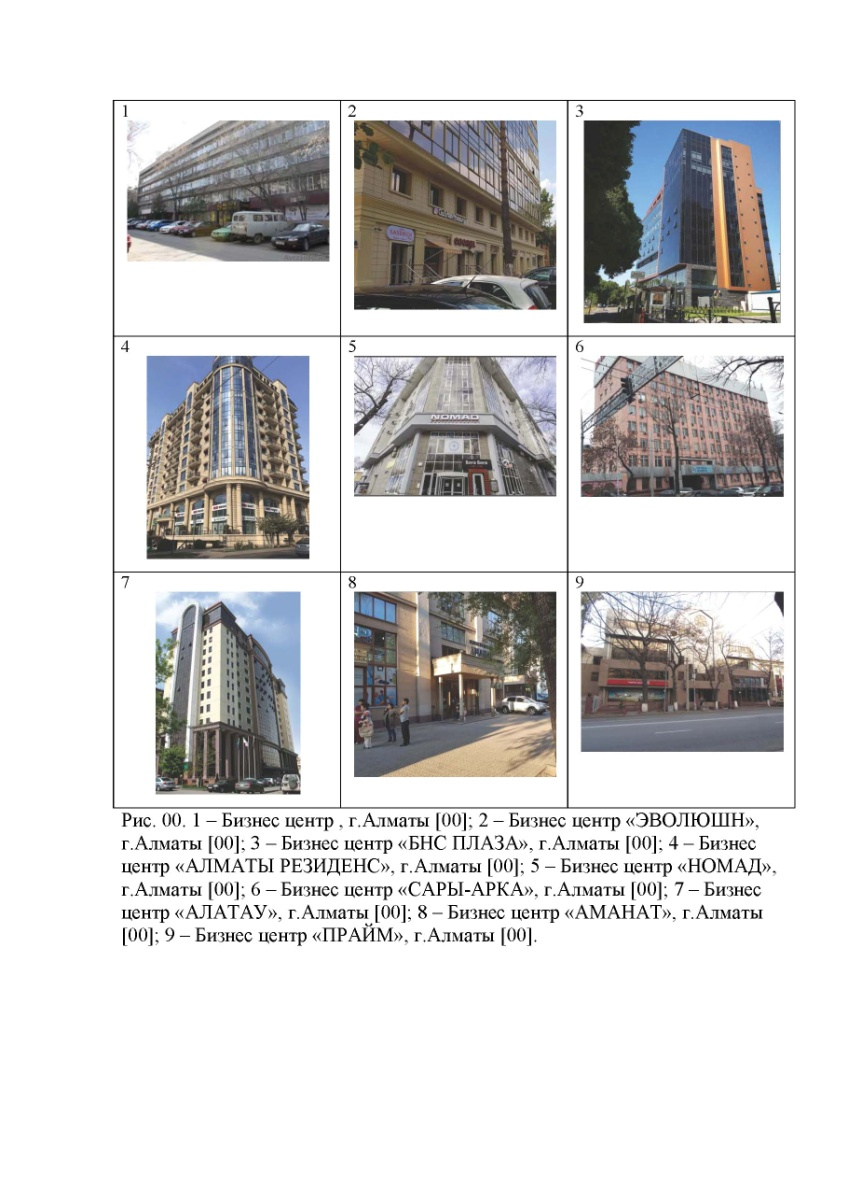 1
2
3
4
5
NOMAD
6
7
8
9
Рис. 00. 1 – Бизнес центр , г.Алматы [00]; 2 – Бизнес центр «ЭВОЛЮШН»,
г.Алматы [00]; 3 – Бизнес центр «БНС ПЛАЗА», г.Алматы [00]; 4 – Бизнес
центр «АЛМАТЫ РЕЗИДЕНС», г.Алматы [00]; 5 – Бизнес центр «НОМАД»,
г.Алматы [00]; 6 – Бизнес центр «САРЫ-АРКА», г.Алматы [00]; 7 – Бизнес
центр «АЛАТАУ», г.Алматы [00]; 8 – Бизнес центр «АМАНАТ», г.Алматы
[00]; 9 – Бизнес центр «ПРАЙМ», г.Алматы [00].